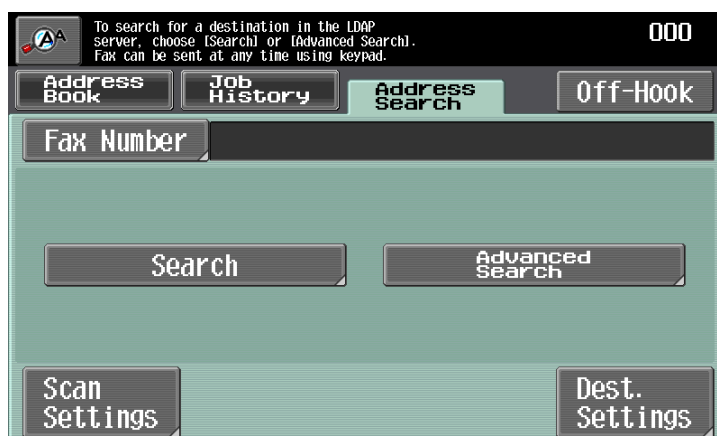 AA
To search for a destination in the LDAP
server, choose [Search] or [Advanced Search].
Fax can be sent at any time using keypad.
000
Address
Book
Job
History
Address
Search
Off-Hook
Fax Number
Search
Advanced
Search
Scan
Settings
Dest.
Settings